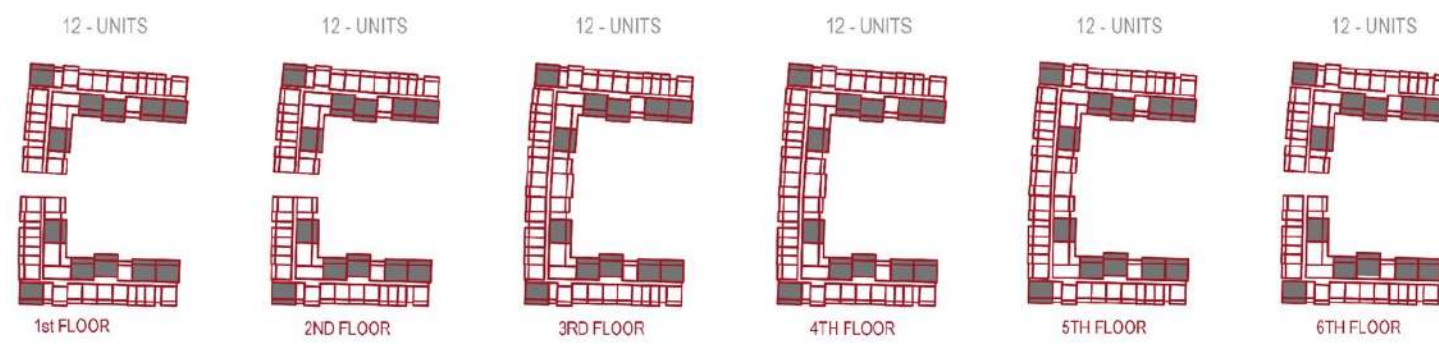 12 - UNITS
12 - UNITS
12 - UNITS
12 - UNITS
12 - UNITS
12 - UNITS
1st FLOOR
2ND FLOOR
3RD FLOOR
4TH FLOOR
5TH FLOOR
6TH FLOOR